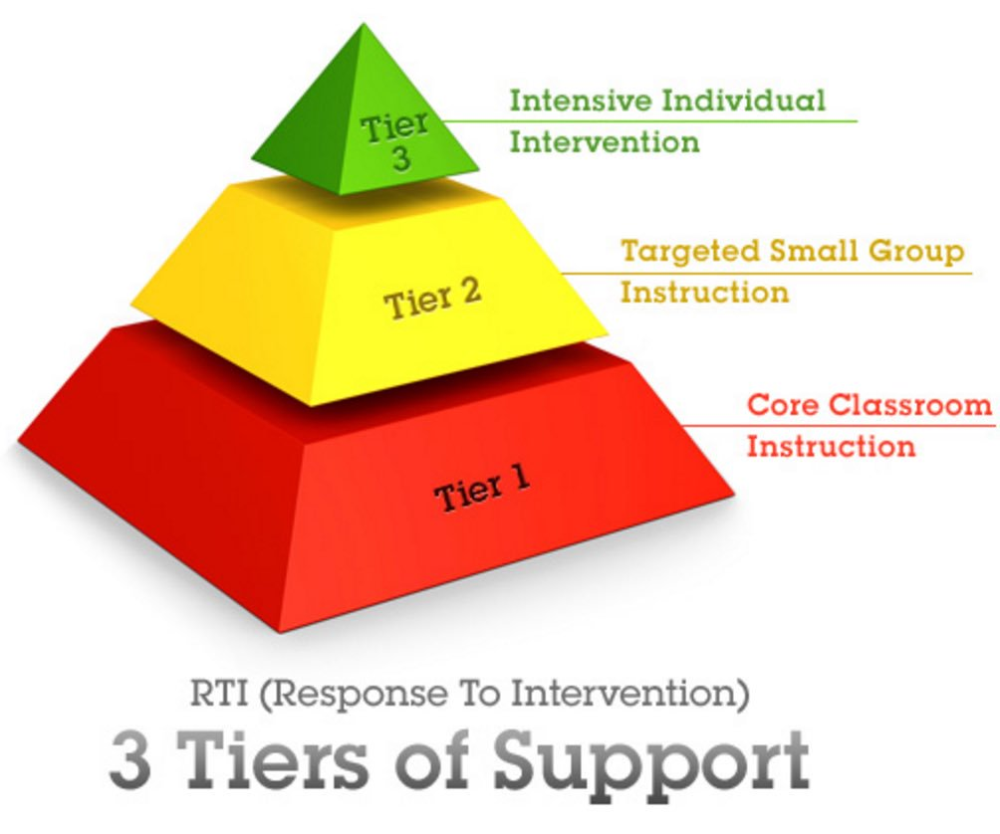 Tier
3
Intensive Individual
Intervention
Tier 2
Targeted Small Group
Instruction
Tier 1
Core Classroom
Instruction
RTI (Response To Intervention)
3 Tiers of Support